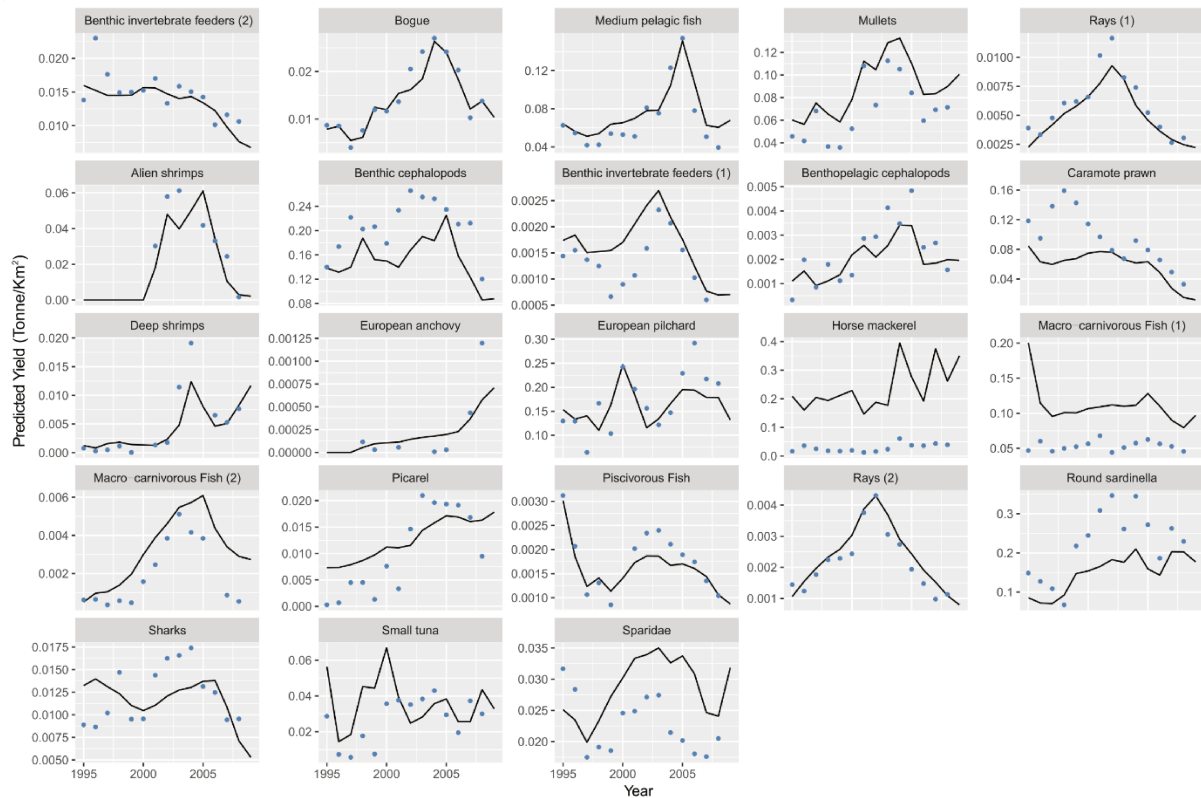 Benthic invertebrate feeders (2) Bogue Medium pelagic fish Mullets Rays (1)
0.020 0.015 0.010
0.02 0.01
0.12 0.08 0.04
0.12 0.10 0.08 0.06 0.04
0.0100 0.0075 0.0050 0.0025
Alien shrimps Benthic cephalopods Benthic invertebrate feeders (1) Benthopelagic cephalopods Caramote prawn
0.06 0.04 0.02 0.00
0.26 0.20 0.14 0.08
0.0025 0.0020 0.0015 0.0010 0.0005
0.005 0.004 0.003 0.002 0.001
0.16 0.12 0.08 0.04
Deep shrimps European anchovy European pilchard Horse mackerel Macro-carnivorous Fish (1)
0.020 0.015 0.010 0.005 0.000
0.00125 0.0010 0.00075 0.00050 0.00025 0.000
0.30 0.25 0.20 0.15 0.10
0.4 0.3 0.2 0.1 0.0
0.20 0.15 0.10 0.05
Macro-carnivorous Fish (2) Picarel Piscivorous Fish Rays (2) Round sardinella
0.006 0.004 0.002
0.020 0.015 0.010 0.005 0.000
0.0030 0.0025 0.0020 0.0015 0.0010
0.004 0.003 0.002 0.001
0.3 0.2 0.1
Sharks Small tuna Sparidae
0.0175 0.0150 0.0125 0.0100 0.0075 0.0050
0.06 0.04 0.02
0.035 0.030 0.025 0.020
1995 2000 2005 1995 2000 2005 1995 2000 2005
Year
Predicted Yield (Tonnne/Km²)